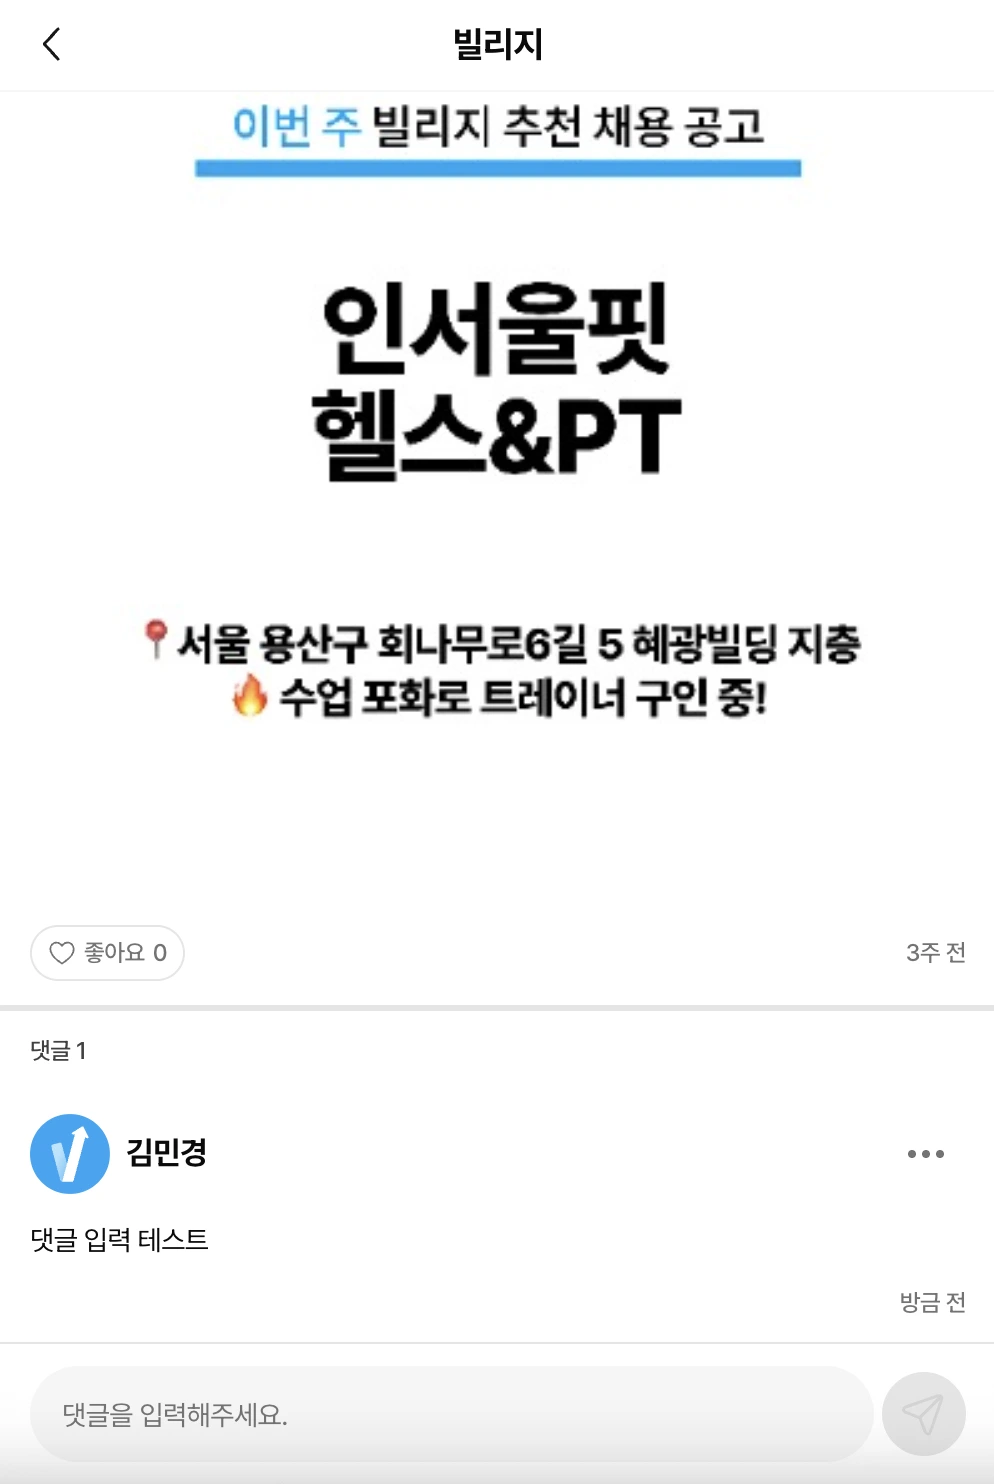 빌리지
이번 주 빌리지 추천 채용 공고
인서울핏
헬스&PT
📍서울 용산구 회나무로6길 5 혜광빌딩 지층
🔥 수업 포화로 트레이너 구인 중!
좋아요 0
3주 전
댓글 1
김민경
댓글 입력 테스트
방금 전
댓글을 입력해주세요.